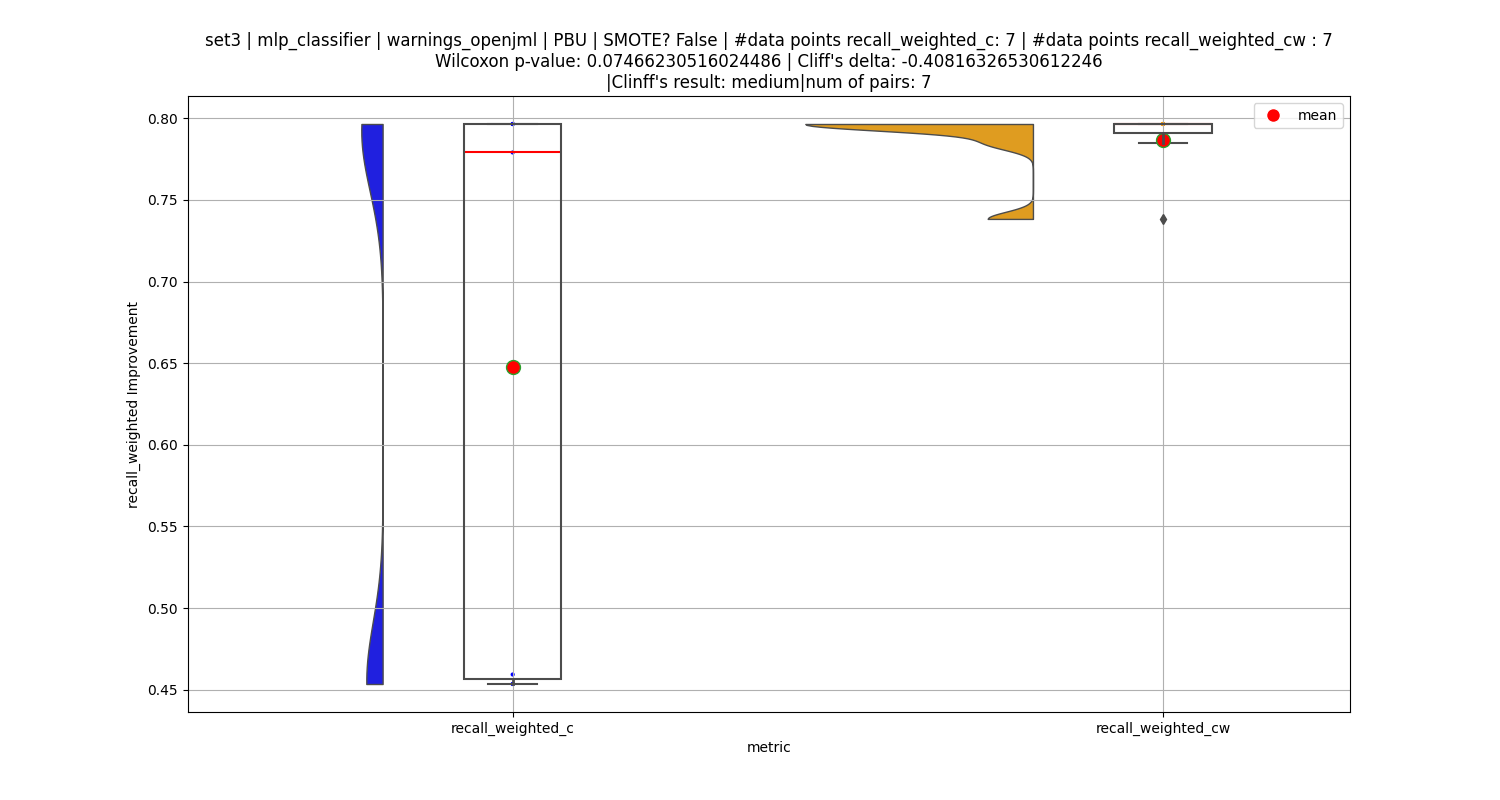 set3 | mlp_classifier | warnings_openjml | PBU | SMOTE? False | #data points recall_weighted_c: 7 | #data points recall_weighted_cw : 7
Wilcoxon p-value: 0.07466230516024486 | Cliff's delta: -0.40816326530612246
|Clinff's result: medium|num of pairs: 7
mean
0.80
0.75
0.70
0.65
0.60
0.55
0.50
0.45
recall_weighted Improvement
recall_weighted_c
recall_weighted_cw
metric